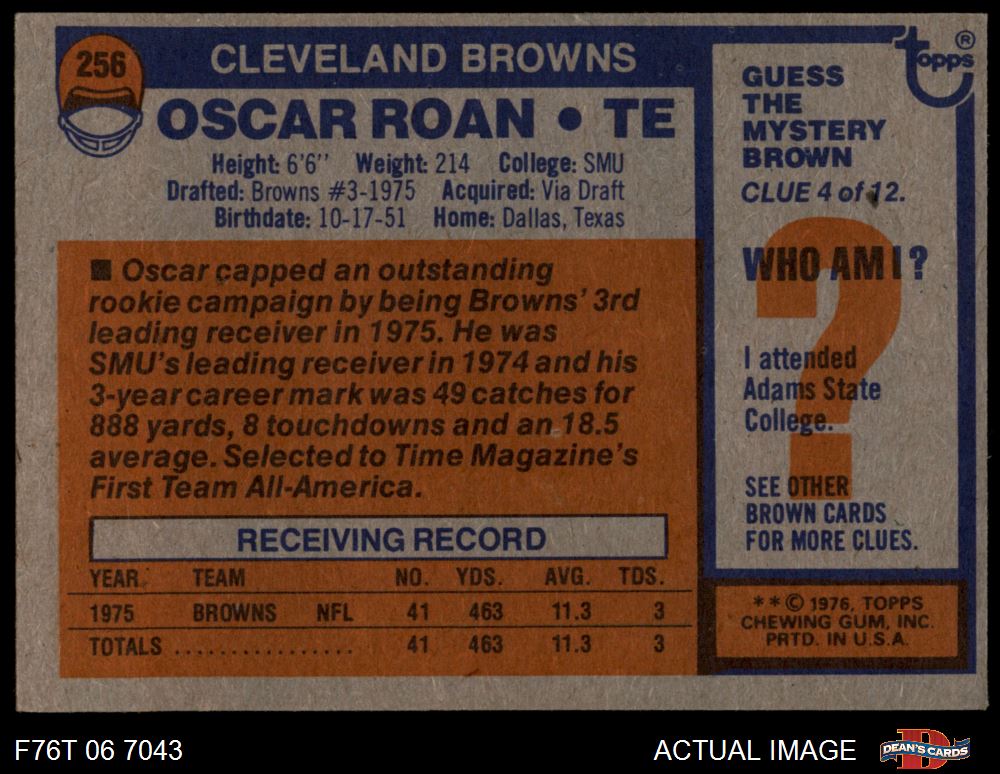 256
CLEVELAND BROWNS
OSCAR ROAN • TE
Height: 6'6'' Weight: 214 College: SMU
Drafted: Browns #3-1975 Acquired: Via Draft
Birthdate: 10-17-51 Home: Dallas, Texas
■ Oscar capped an outstanding
rookie campaign by being Browns' 3rd
leading receiver in 1975. He was
SMU's leading receiver in 1974 and his
3-year career mark was 49 catches for
888 yards, 8 touchdowns and an 18.5
average. Selected to Time Magazine's
First Team All-America.
RECEIVING RECORD
YEAR TEAM NO. YDS. AVG. TDS.
1975 BROWNS NFL 41 463 11.3 3
TOTALS ................ 41 463 11.3 3
topps ®
GUESS
THE
MYSTERY
BROWN
CLUE 4 of 12.
WHO AM I ?
I attended
Adams State
College.
SEE OTHER
BROWN CARDS
FOR MORE CLUES.
* * © 1976, TOPPS
CHEWING GUM, INC.
PRTD. IN U.S.A.
F76T 06 7043
ACTUAL IMAGE
DEAN'S CARDS